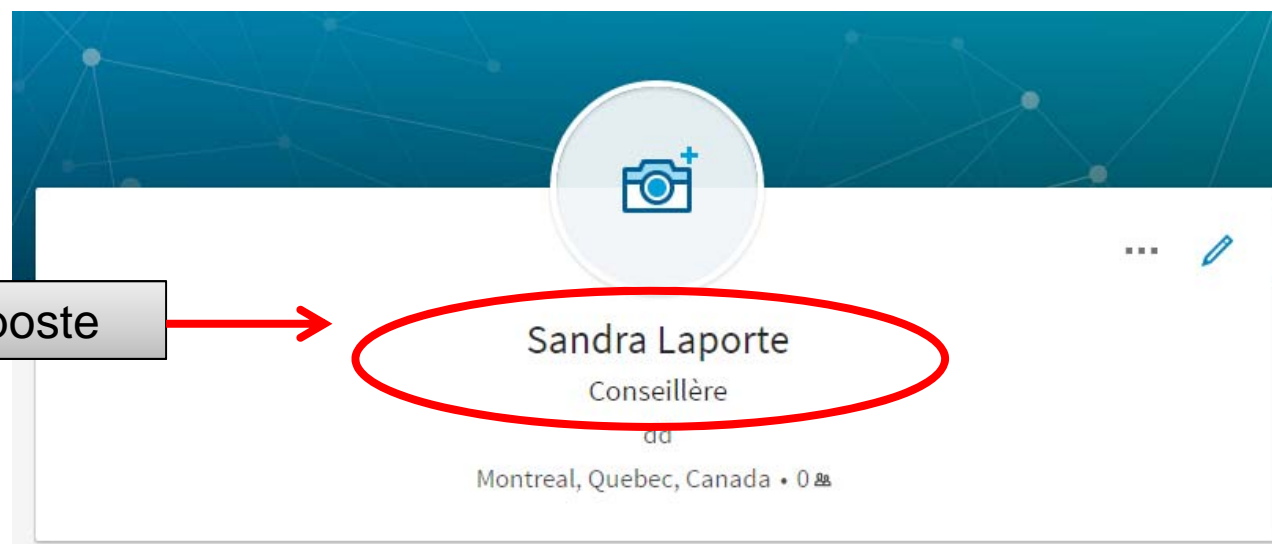 poste
Sandra Laporte
Conseillère
dd
Montreal, Quebec, Canada • 0